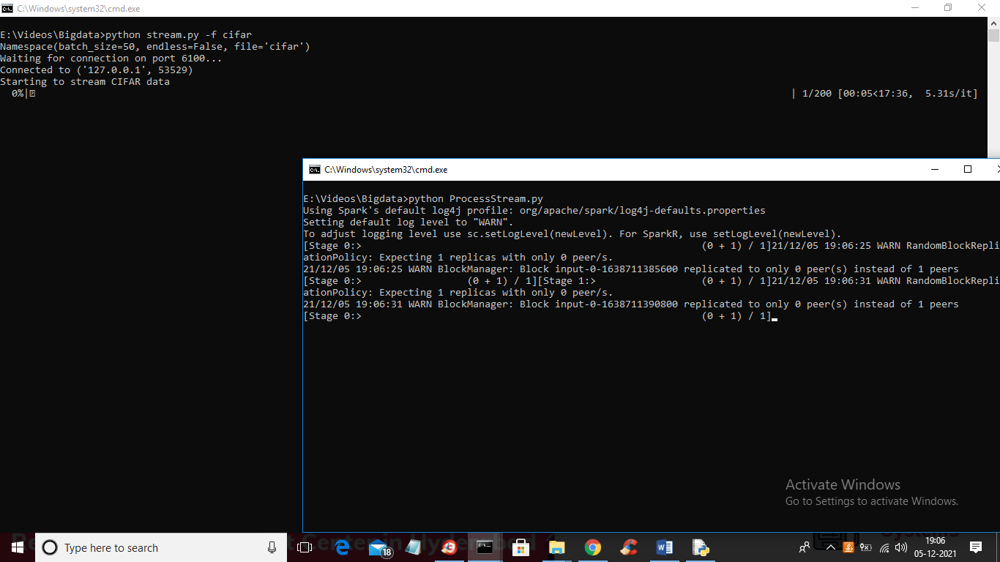 C:\Windows\system32\cmd.exe
E:\Videos\Bigdata>python stream.py -f cifar
Namespace(batch_size=50, endless=False, file='cifar')
Waiting for connection on port 6100...
Connected to ('127.0.0.1', 53529)
Starting to stream CIFAR data
0%| | 1/200 [00:05<17:36, 5.31s/it]
C:\Windows\system32\cmd.exe
E:\Videos\Bigdata>python ProcessStream.py
Using Spark's default log4j profile: org/apache/spark/log4j-defaults.properties
Setting default log level to "WARN".
To adjust logging level use sc.setLogLevel(newLevel). For SparkR, use setLogLevel(newLevel).
[Stage 0:> (0 + 1) / 1]21/12/05 19:06:25 WARN RandomBlockRepli
ationPolicy: Expecting 1 replicas with only 0 peer/s.
21/12/05 19:06:25 WARN BlockManager: Block input-0-1638711385600 replicated to only 0 peer(s) instead of 1 peers
[Stage 0:> (0 + 1) / 1][Stage 1:> (0 + 1) / 1]21/12/05 19:06:31 WARN RandomBlockRepli
ationPolicy: Expecting 1 replicas with only 0 peer/s.
21/12/05 19:06:31 WARN BlockManager: Block input-0-1638711390800 replicated to only 0 peer(s) instead of 1 peers
[Stage 0:> (0 + 1) / 1]
Activate Windows
Go to Settings to activate Windows.
Type here to search
18
19:06
05-12-2021